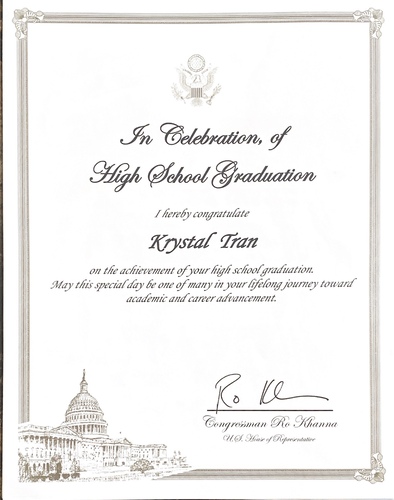 In Celebration, of
High School Graduation
I hereby congratulate
Krystal Tran
on the achievement of your high school graduation.
May this special day be one of many in your lifelong journey toward
academic and career advancement.
Ro Kh
Congressman Ro Khanna
U.S. House of Representative